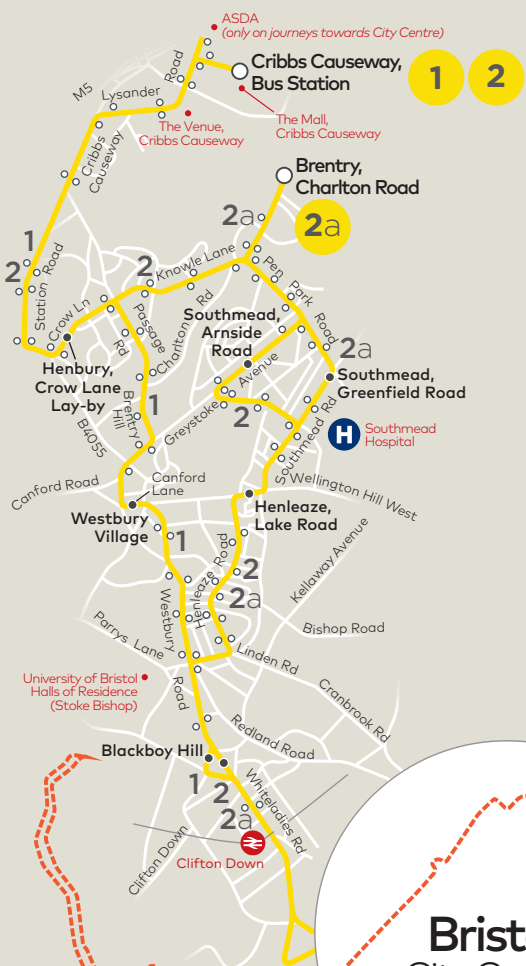 ASDA
(only on journeys towards City Centre)
Cribbs Causeway,
Bus Station
1
2
M5
Lysander
Road
The Venue,
Cribbs Causeway
The Mall,
Cribbs Causeway
Cribbs
Causeway
Brentry,
Charlton Road
2a
2a
1
2
Station Road
2
Knowle Lane
Crow Ln
Pen
Park
Road
Passage
Rd
Charlton Rd
Southmead,
Arnside
Road
2a
Henbury,
Crow Lane
Lay-by
Southmead,
Greenfield Road
Brentry
Hill
1
Greystoke
Avenue
2
B4055
H
Southmead
Hospital
Southmead Rd
Canford Road
Canford
Lane
Wellington Hill West
Westbury
Village
Henleaze,
Lake Road
1
Kellaway Avenue
2
2a
Henleaze Road
Westbury
Road
Parrys Lane
Bishop Road
Linden Rd
University of Bristol
Halls of Residence
(Stoke Bishop)
Cranbrook Rd
Redland Road
Blackboy Hill
1
2
2a
Whiteladies Rd
Clifton Down
Clifton Down
Brist